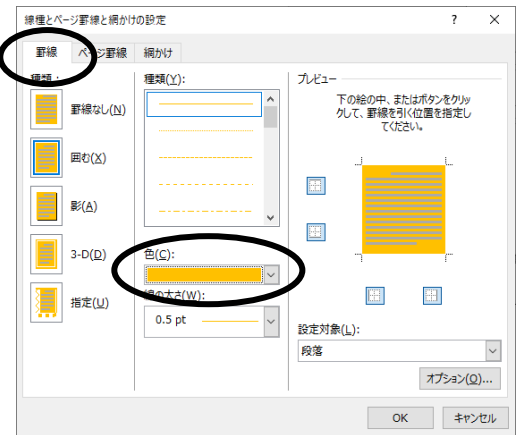 線種とページ罫線と網かけの設定
?
×
罫線
ページ罫線
網かけ
種類:
罫線なし(N)
囲む(X)
影(A)
3-D(D)
指定(U)
種類(Y):
色(C):
線の太さ(W):
0.5 pt
プレビュー
下の絵の中、またはボタンをクリッ
クして、罫線を引く位置を指定し
てください。
設定対象(L):
段落
オプション(O)...
OK
キャンセル